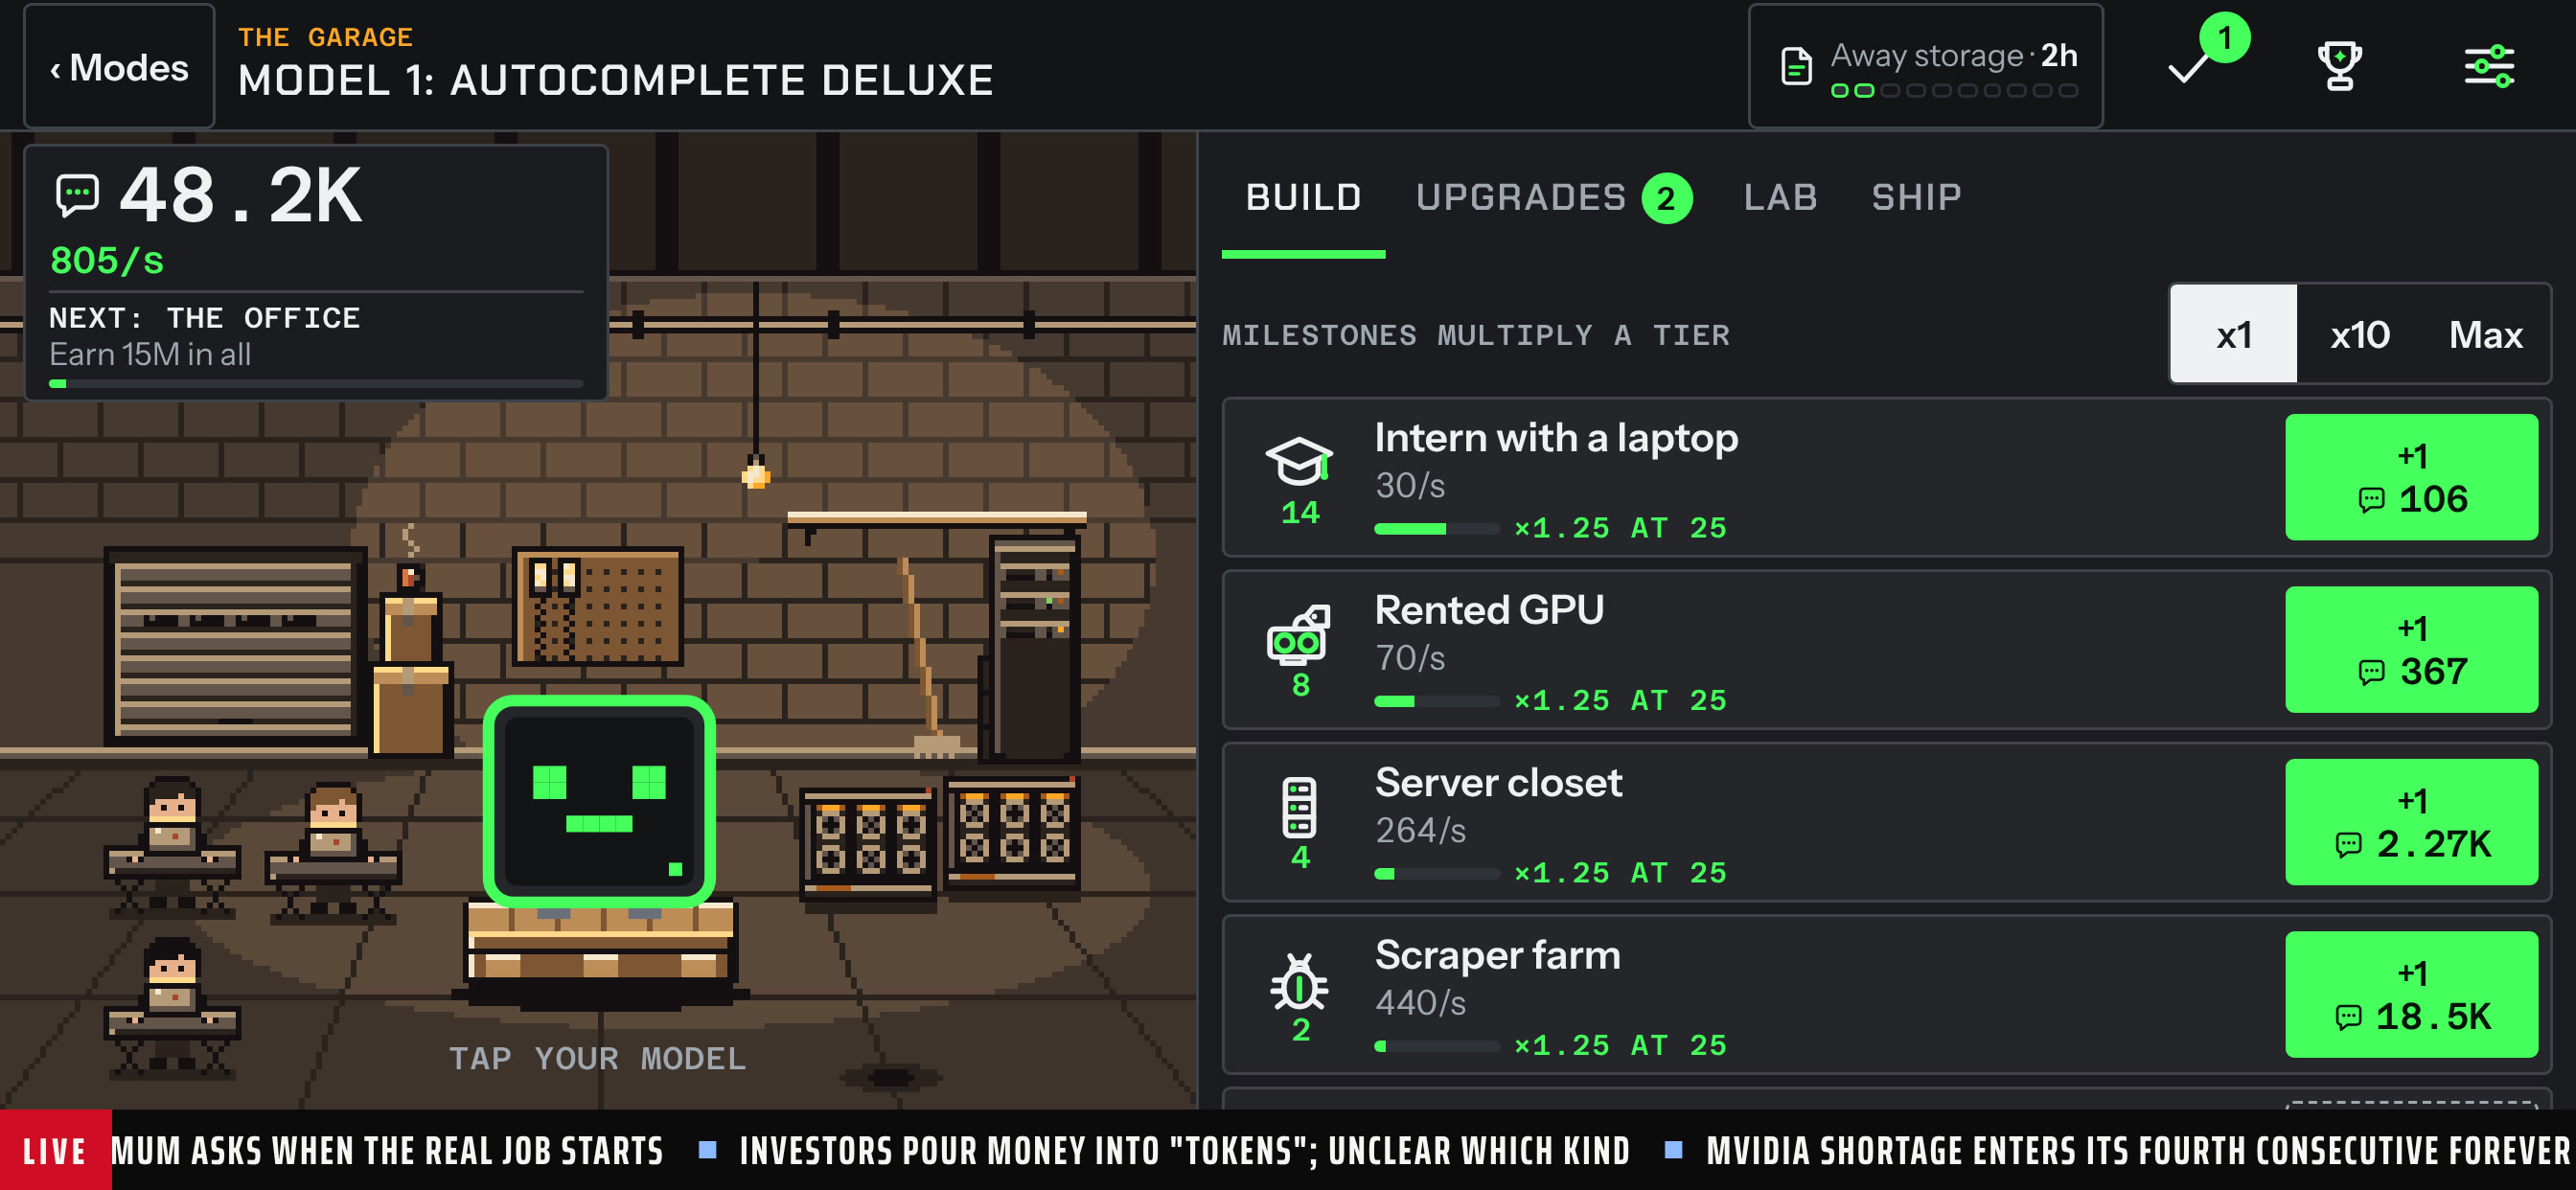 ‹ Modes
THE GARAGE
MODEL 1: AUTOCOMPLETE DELUXE
Away storage · 2h
1
48.2K
805/s
NEXT: THE OFFICE
Earn 15M in all
BUILD
UPGRADES 2
LAB
SHIP
MILESTONES MULTIPLY A TIER
x1
x10
Max
Intern with a laptop
30/s
14
×1.25 AT 25
+1
106
Rented GPU
70/s
8
×1.25 AT 25
+1
367
Server closet
264/s
4
×1.25 AT 25
+1
2.27K
Scraper farm
440/s
2
×1.25 AT 25
+1
18.5K
TAP YOUR MODEL
LIVE
MUM ASKS WHEN THE REAL JOB STARTS ■ INVESTORS POUR MONEY INTO "TOKENS"; UNCLEAR WHICH KIND ■ MVIDIA SHORTAGE ENTERS ITS FOURTH CONSECUTIVE FOREVER